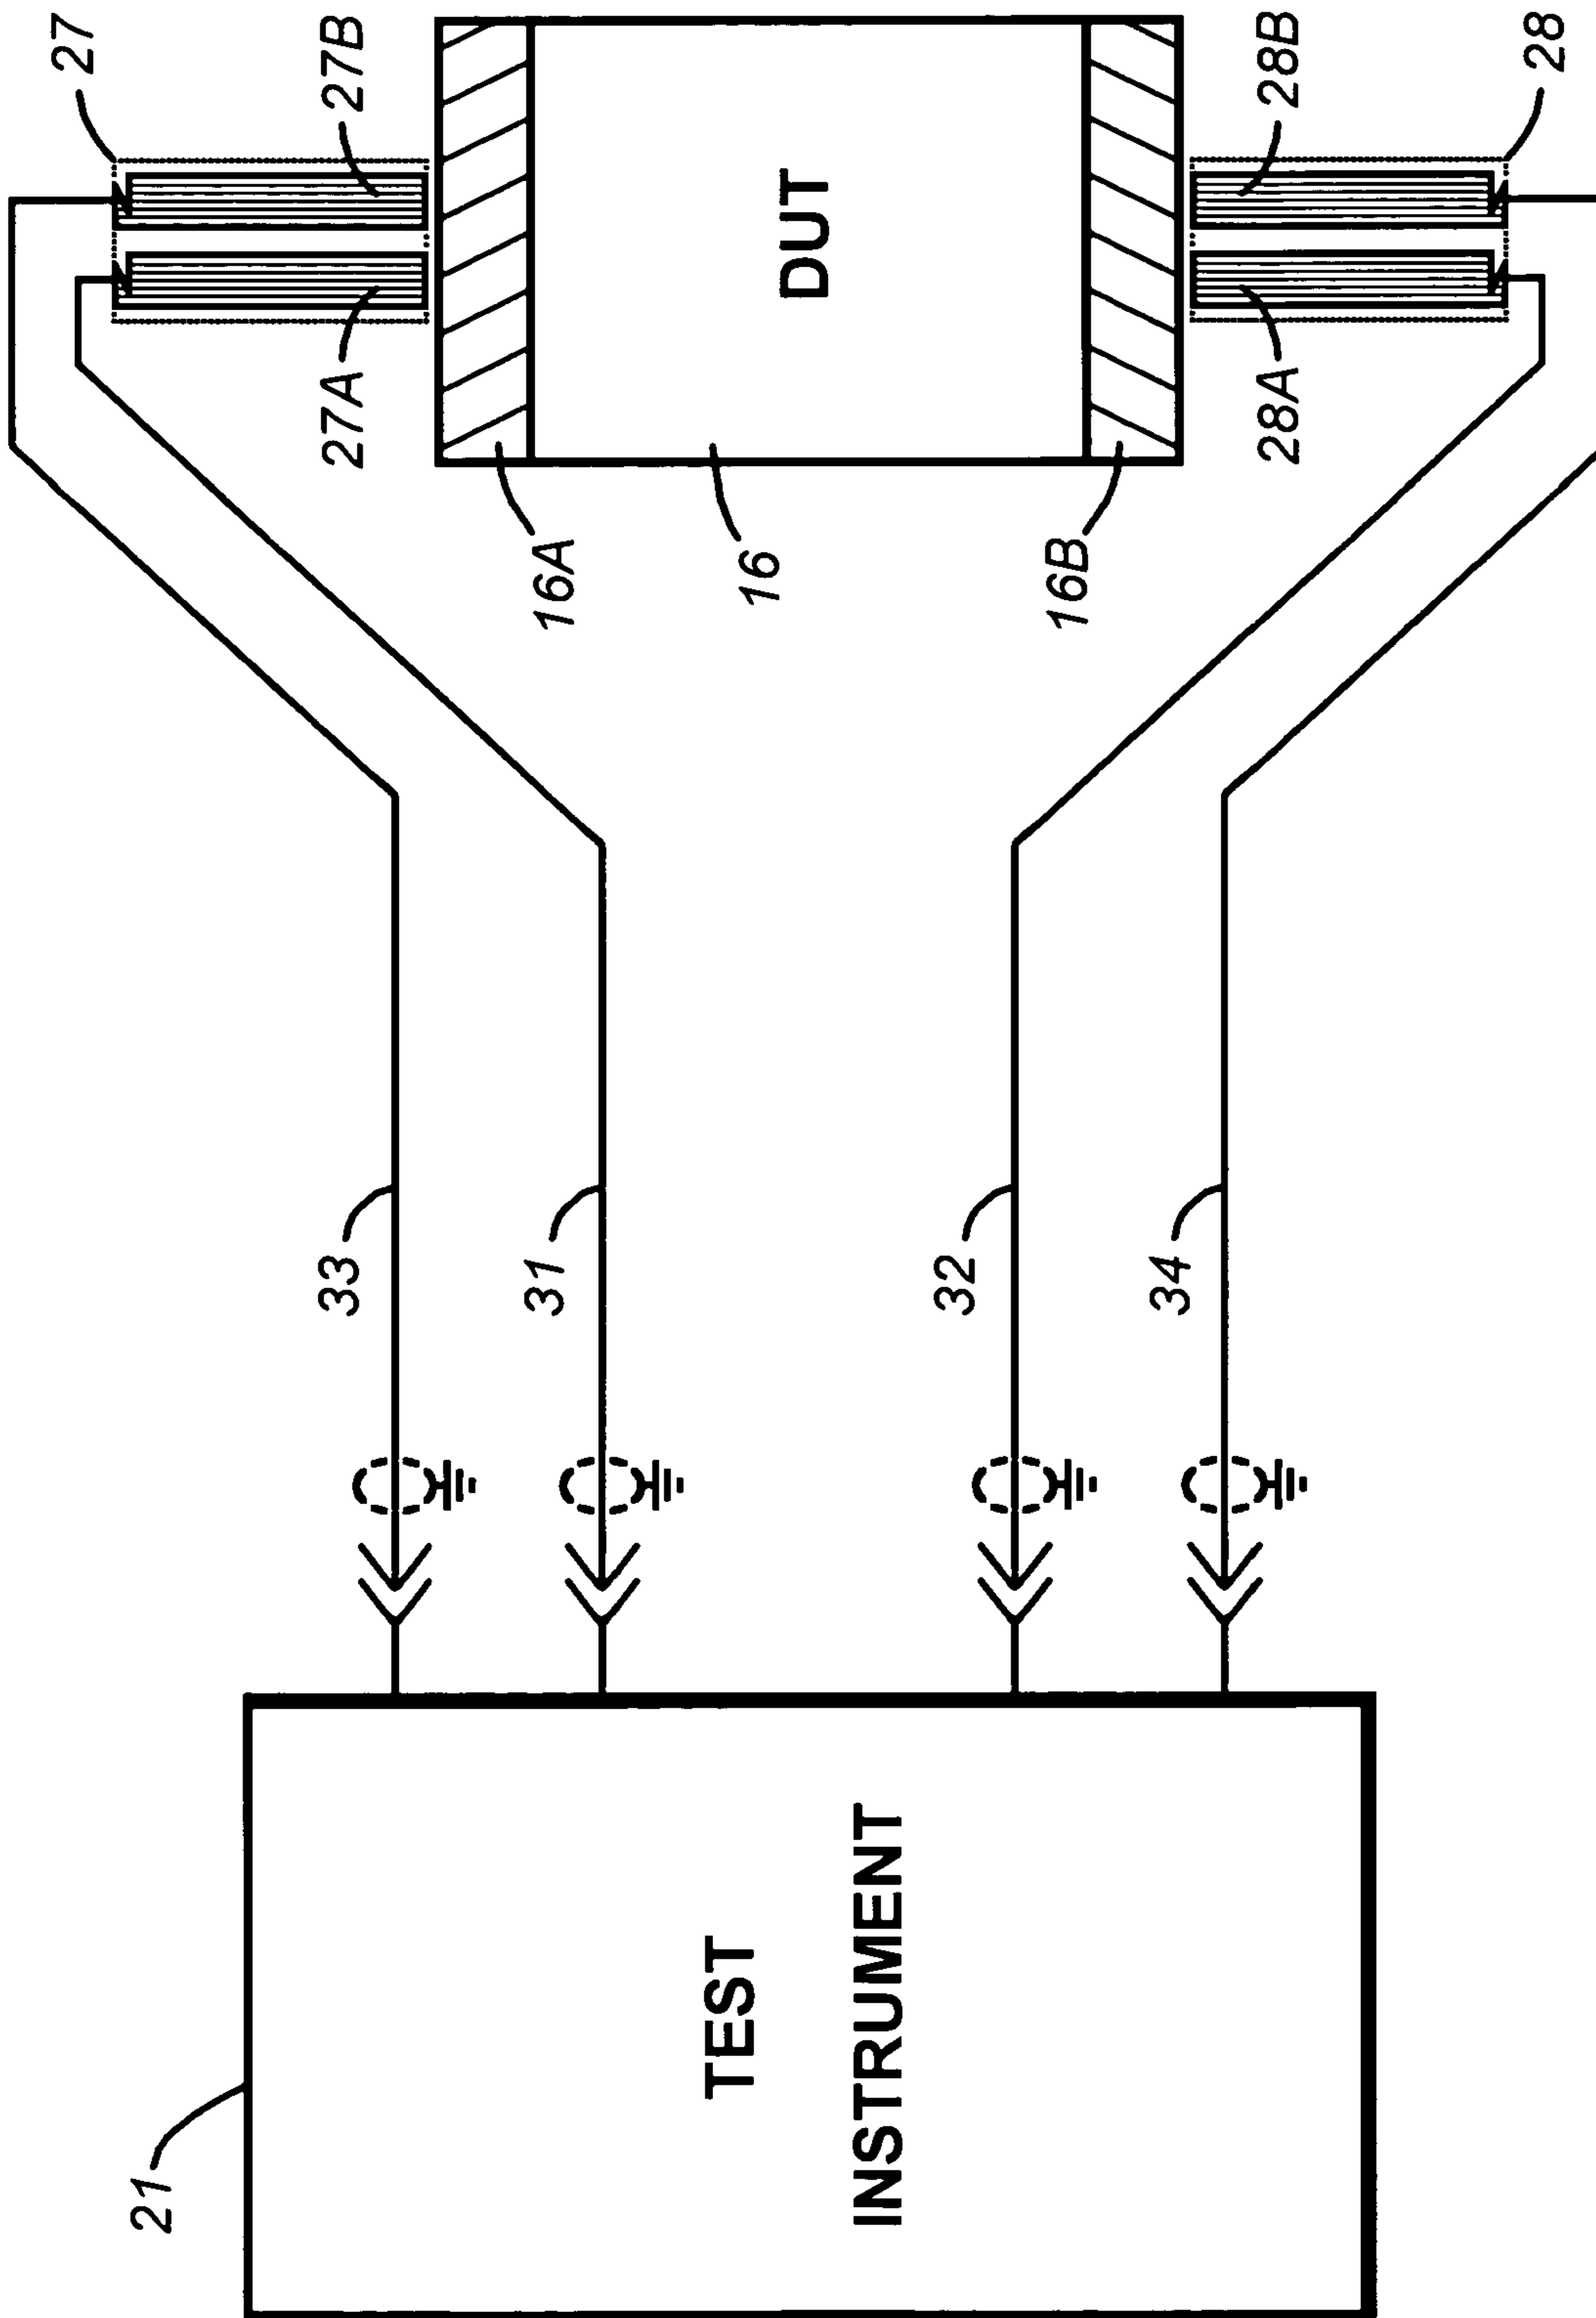 27
27B
27A
16A
16
16B
DUT
28B
28A
28
33
31
32
34
21
TEST
INSTRUMENT